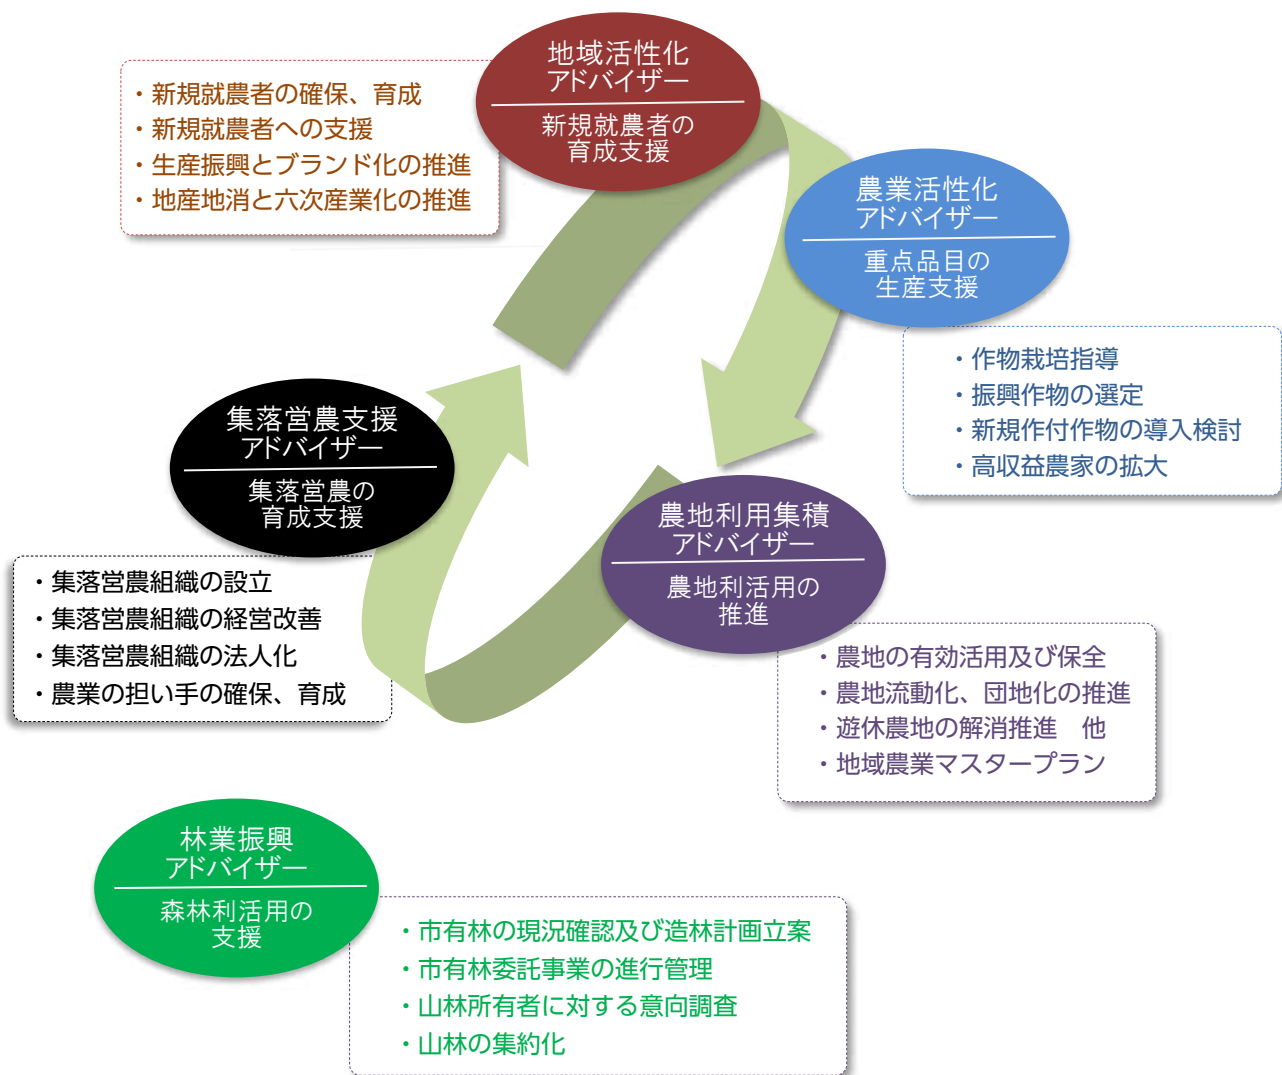 地域活性化
アドバイザー
新規就農者の
育成支援
・新規就農者の確保、育成
・新規就農者への支援
・生産振興とブランド化の推進
・地産地消と六次産業化の推進
農業活性化
アドバイザー
重点品目の
生産支援
・作物栽培指導
・振興作物の選定
・新規作付作物の導入検討
・高収益農家の拡大
集落営農支援
アドバイザー
集落営農の
育成支援
・集落営農組織の設立
・集落営農組織の経営改善
・集落営農組織の法人化
・農業の担い手の確保、育成
農地利用集積
アドバイザー
農地利活用の
推進
・農地の有効活用及び保全
・農地流動化、団地化の推進
・遊休農地の解消推進　他
・地域農業マスタープラン
林業振興
アドバイザー
森林利活用の
支援
・市有林の現況確認及び造林計画立案
・市有林委託事業の進行管理
・山林所有者に対する意向調査
・山林の集約化